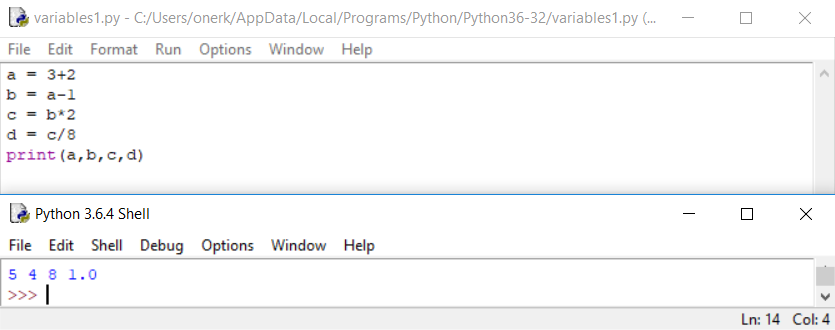 variables1.py - C:/Users/onerk/AppData/Local/Programs/Python/Python36-32/variables1.py (...
File Edit Format Run Options Window Help
a = 3+2
b = a-1
c = b*2
d = c/8
print(a,b,c,d)
Python 3.6.4 Shell
File Edit Shell Debug Options Window Help
5 4 8 1.0
>>>
Ln: 14 Col: 4